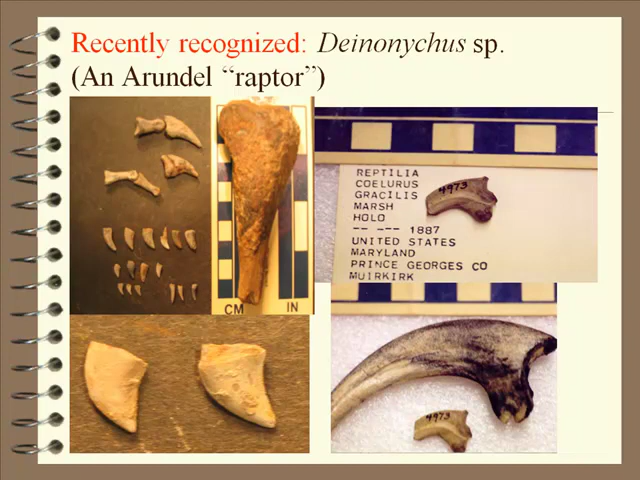 Recently recognized: Deinonychus sp.
(An Arundel “raptor”)
CM
IN
4973
REPTILIA
COELURUS
GRACILIS
MARSH
HOLO
-- --- 1887
UNITED STATES
MARYLAND
PRINCE GEORGES CO
MUIRKIRK
4973